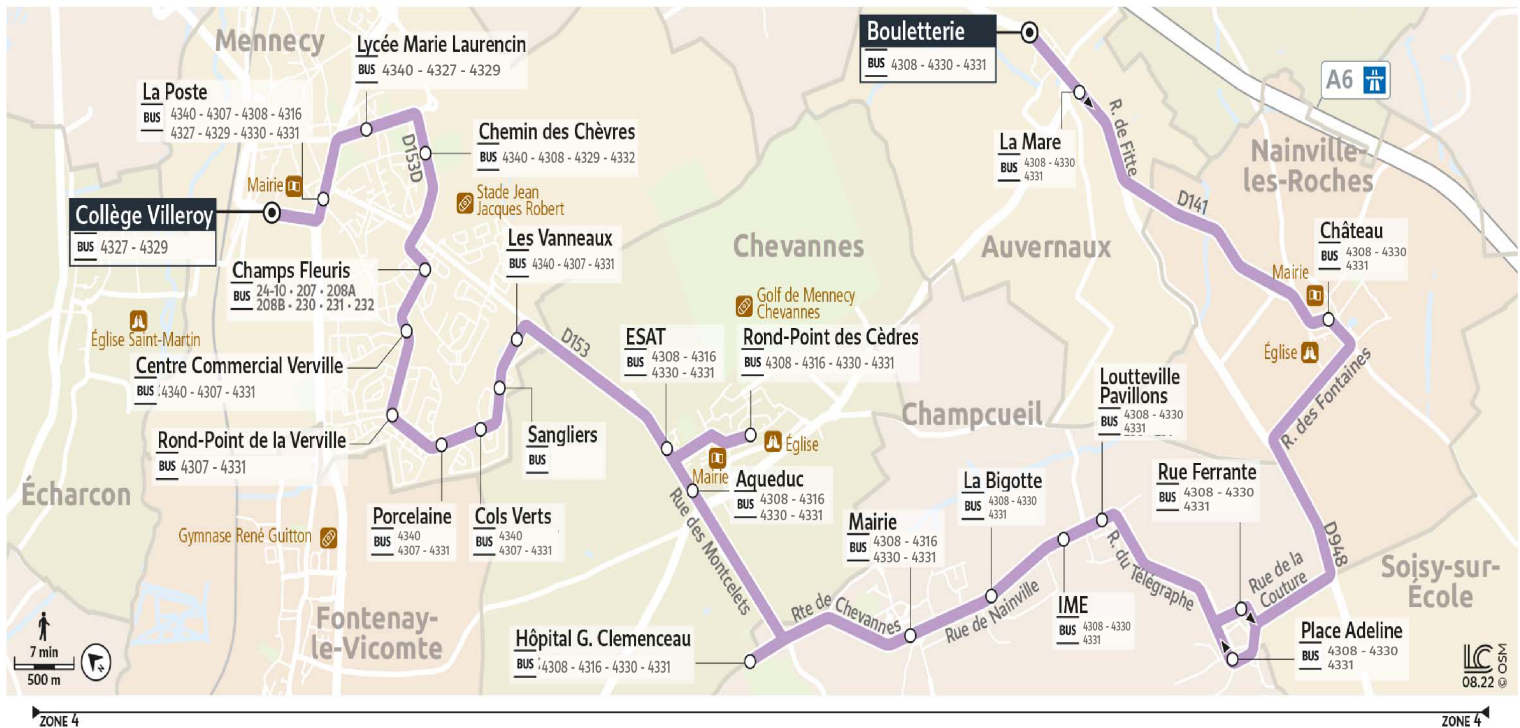 Mennecy
Lycée Marie Laurencin
BUS 4340 - 4327 - 4329
La Poste
BUS 4340 - 4307 - 4308 - 4316
4327 - 4329 - 4330 - 4331
Chemin des Chèvres
BUS 4340 - 4308 - 4329 - 4332
D153D
Mairie
Stade Jean
Jacques Robert
Collège Villeroy
BUS 4327 - 4329
Les Vanneaux
BUS 4340 - 4307 - 4331
Champs Fleuris
BUS 24-10 • 207 • 208A
208B • 230 • 231 • 232
Église Saint-Martin
Centre Commercial Verville
BUS 4340 - 4307 - 4331
Rond-Point de la Verville
BUS 4307 - 4331
Écharcon
Gymnase René Guitton
Porcelaine
BUS 4340
4307 - 4331
Cols Verts
BUS 4340
4307 - 4331
Sangliers
BUS
Fontenay-
le-Vicomte
D153
ESAT
BUS 4308 - 4316
4330 - 4331
Chevannes
Golf de Mennecy
Chevannes
Rond-Point des Cèdres
BUS 4308 - 4316 - 4330 - 4331
Église
Mairie
Aqueduc
BUS 4308 - 4316
4330 - 4331
Rue des Montcelets
Hôpital G. Clemenceau
BUS 4308 - 4316 - 4330 - 4331
Rte de Chevannes
Mairie
BUS 4308 - 4316
4330 - 4331
Rue de Nainville
La Bigotte
BUS 4308 - 4330
4331
Champcueil
IME
BUS 4308 - 4330
4331
Loutteville
Pavillons
BUS 4308 - 4330
4331
R. du Télégraphe
Rue Ferrante
BUS 4308 - 4330
4331
Rue de la
Couture
Place Adeline
BUS 4308 - 4330
4331
D948
Soisy-sur-
École
R. des Fontaines
Église
Mairie
Château
BUS 4308 - 4330
4331
Nainville-
les-Roches
D141
Auvernaux
R. de Fitte
La Mare
BUS 4308 - 4330
4331
Bouletterie
BUS 4308 - 4330 - 4331
A6
7 min
500 m
LC
08.22 © OSM
ZONE 4
ZONE 4